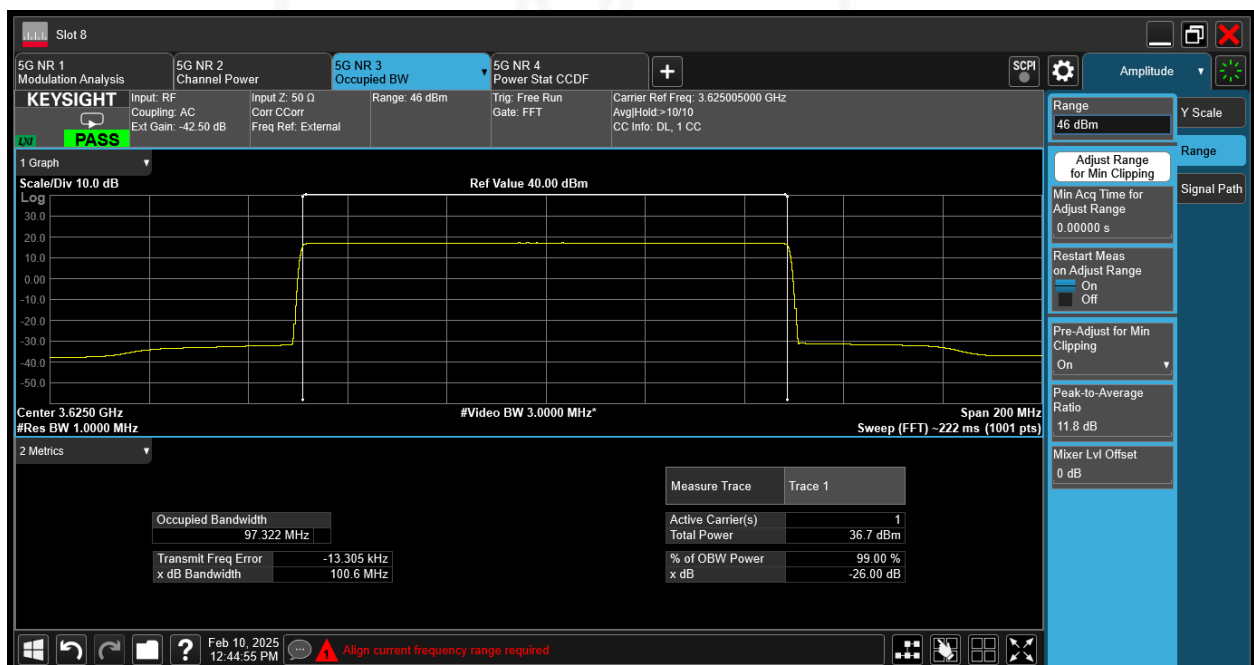 Slot 8
5G NR 1
Modulation Analysis
5G NR 2
Channel Power
5G NR 3
Occupied BW
5G NR 4
Power Stat CCDF
SCPI
Amplitude
KEYSIGHT
LXI
PASS
Input: RF
Coupling: AC
Ext Gain: -42.50 dB
Input Z: 50 Ω
Corr CCorr
Freq Ref: External
Range: 46 dBm
Trig: Free Run
Gate: FFT
Carrier Ref Freq: 3.625005000 GHz
Avg|Hold:>10/10
CC Info: DL, 1 CC
1 Graph
Scale/Div 10.0 dB
Ref Value 40.00 dBm
Log
30.0
20.0
10.0
0.00
-10.0
-20.0
-30.0
-40.0
-50.0
Center 3.6250 GHz
#Video BW 3.0000 MHz*
Span 200 MHz
#Res BW 1.0000 MHz
Sweep (FFT) ~222 ms (1001 pts)
2 Metrics
Measure Trace Trace 1
Occupied Bandwidth
97.322 MHz
Active Carrier(s) 1
Total Power 36.7 dBm
Transmit Freq Error -13.305 kHz
x dB Bandwidth 100.6 MHz
% of OBW Power 99.00 %
x dB -26.00 dB
Range
46 dBm
Adjust Range
for Min Clipping
Min Acq Time for
Adjust Range
0.00000 s
Restart Meas
on Adjust Range
On
Off
Pre-Adjust for Min
Clipping
On
Peak-to-Average
Ratio
11.8 dB
Mixer Lvl Offset
0 dB
Y Scale
Range
Signal Path
Feb 10, 2025
12:44:55 PM
Align current frequency range required